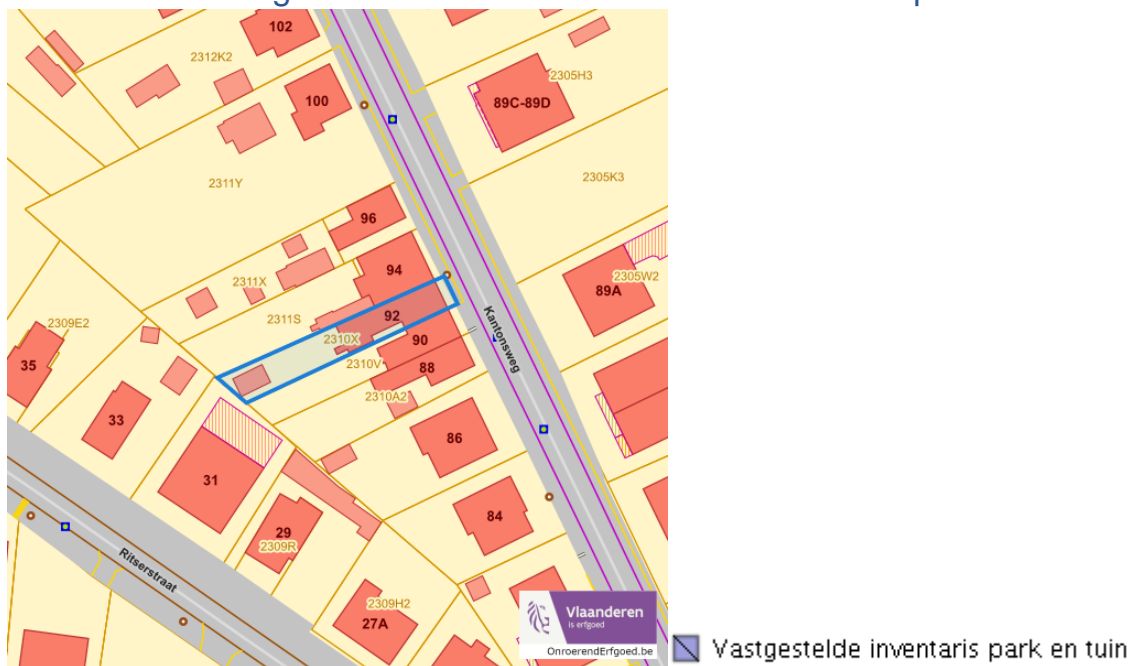 102
2312K2
2305H3
100
89C-89D
2311Y
2305K3
96
94
2305W2
2311X
89A
92
2311S
2309E2
2310X
Kantonsweg
90
35
2310V
88
2310A2
33
86
31
84
29
2309R
Ritserstraat
2309H2
27A
Vlaanderen
is erfgoed
OnroerendErfgoed.be
Vastgestelde inventaris park en tuin